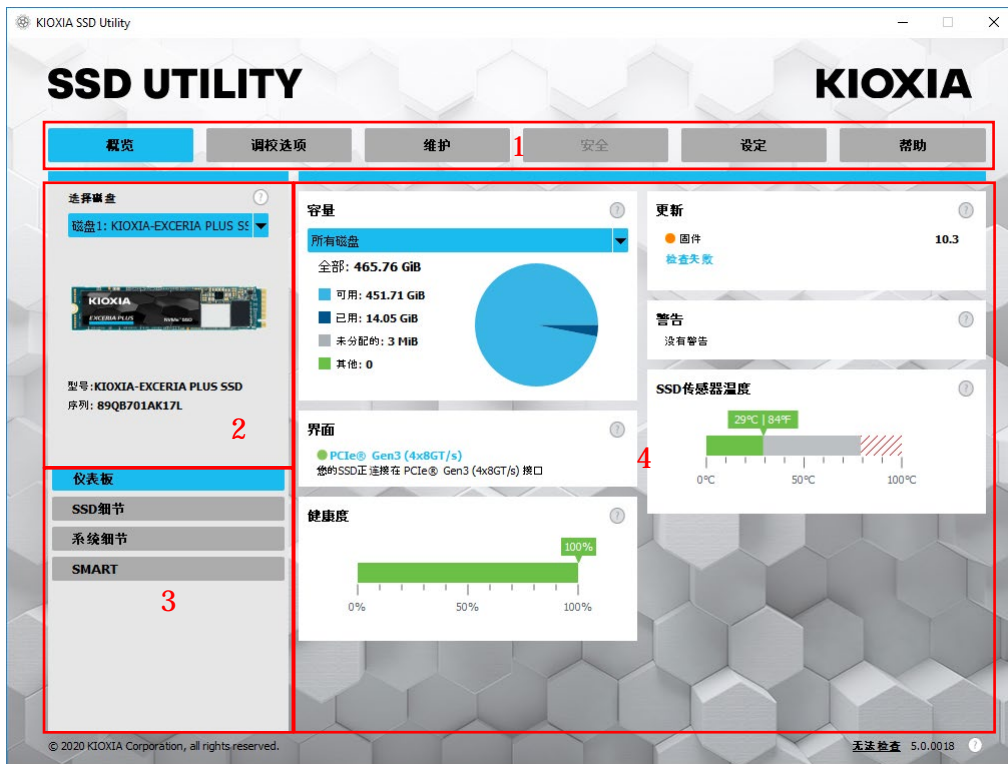 KIOXIA SSD Utility
SSD UTILITY
KIOXIA
概览
调校选项
维护
1
安全
设定
帮助
选择磁盘
磁盘1: KIOXIA-EXCERIA PLUS SS
KIOXIA
EXCERIA PLUS
NVMe™ SSD
型号:KIOXIA-EXCERIA PLUS SSD
序列: 89QB701AK17L
2
仪表板
SSD细节
系统细节
SMART
3
容量
所有磁盘
全部: 465.76 GiB
可用: 451.71 GiB
已用: 14.05 GiB
未分配的: 3 MiB
其他: 0
界面
PCIe® Gen3 (4x8GT/s)
您的SSD正连接在 PCIe® Gen3 (4x8GT/s) 接口
健康度
100%
0% 50% 100%
4
更新
固件 10.3
检查失败
警告
没有警告
SSD传感器温度
29℃ | 84℉
0℃ 50℃ 100℃
© 2020 KIOXIA Corporation, all rights reserved.
无法检查 5.0.0018